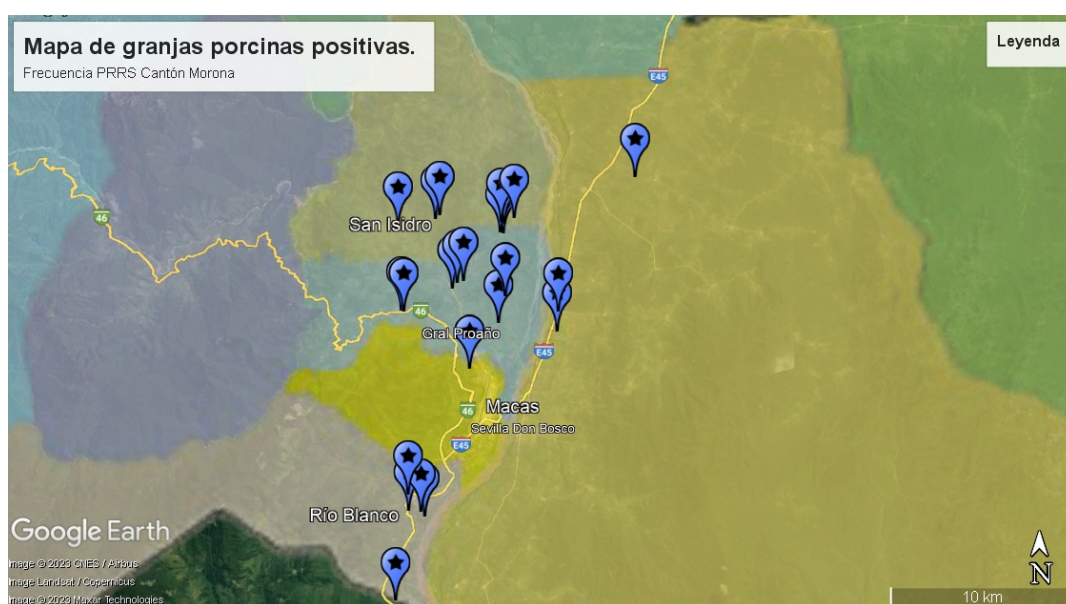 Mapa de granjas porcinas positivas.
Frecuencia PRRS Cantón Morona
Leyenda
E45
46
San Isidro
46
Gral Proaño
E45
46
Macas
Sevilla Don Bosco
E45
Río Blanco
Google Earth
Image © 2023 CNES / Airbus
Image Landsat / Copernicus
Image © 2023 Maxar Technologies
N
10 km